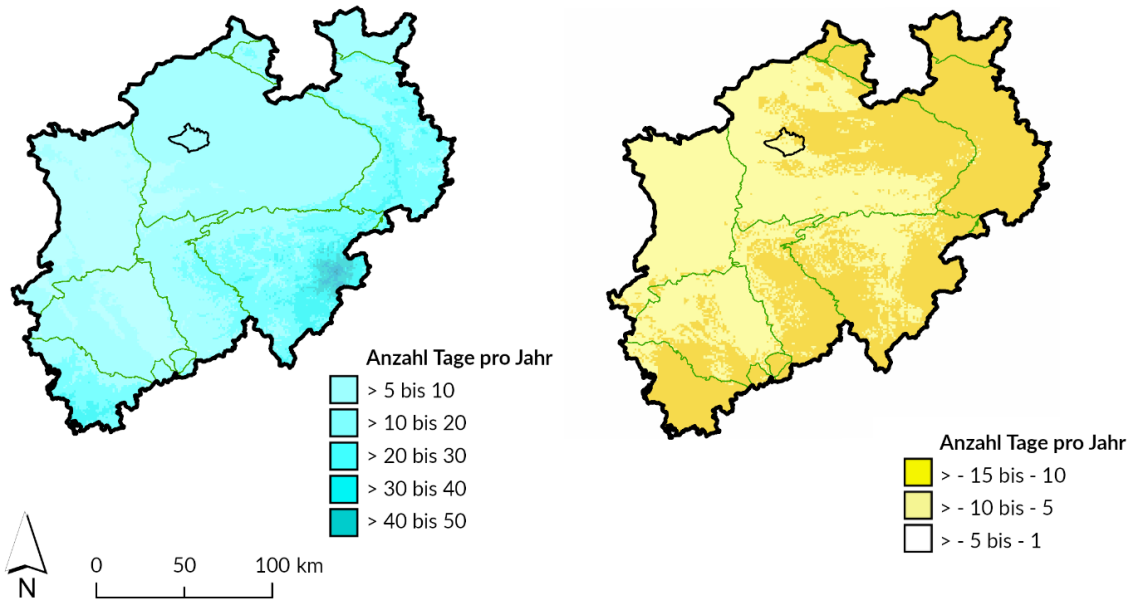 Anzahl Tage pro Jahr
> 5 bis 10
> 10 bis 20
> 20 bis 30
> 30 bis 40
> 40 bis 50
N
0 50 100 km
Anzahl Tage pro Jahr
> - 15 bis - 10
> - 10 bis - 5
> - 5 bis - 1